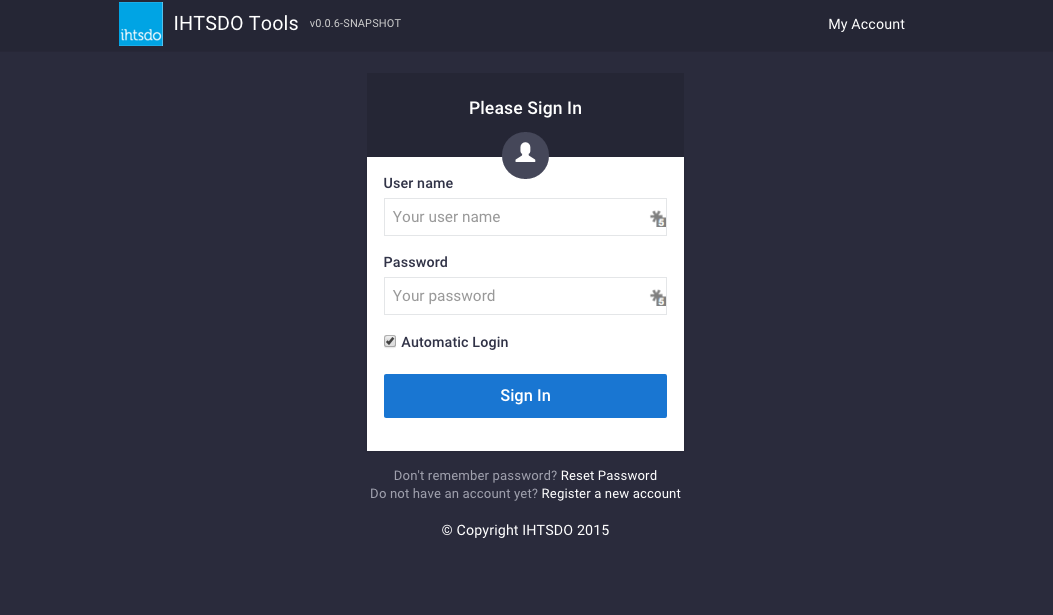 ihtsdo IHTSDO Tools v0.0.6-SNAPSHOT My Account
Please Sign In
User name
Your user name
5
Password
Your password
5
Automatic Login
Sign In
Don't remember password? Reset Password
Do not have an account yet? Register a new account
© Copyright IHTSDO 2015